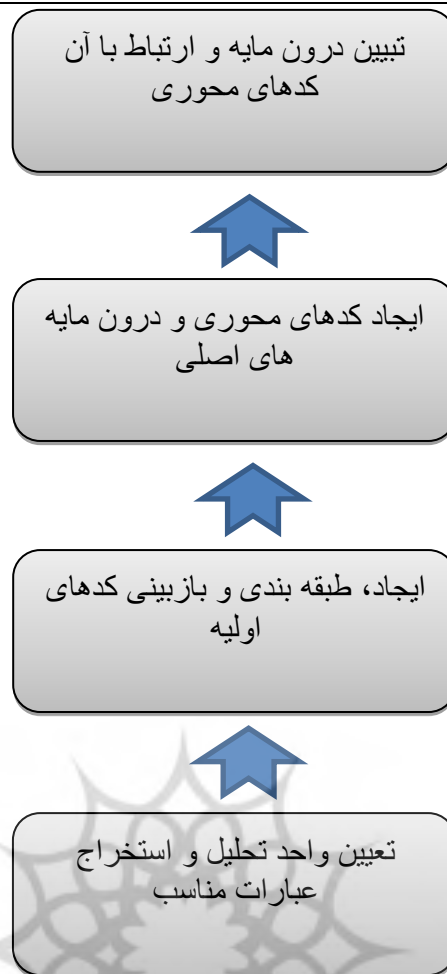 تبیین درون مایه و ارتباط با آن
کدهای محوری
ایجاد کدهای محوری و درون مایه
های اصلی
ایجاد، طبقه بندی و بازبینی کدهای
اولیه
تعیین واحد تحلیل و استخراج
عبارات مناسب